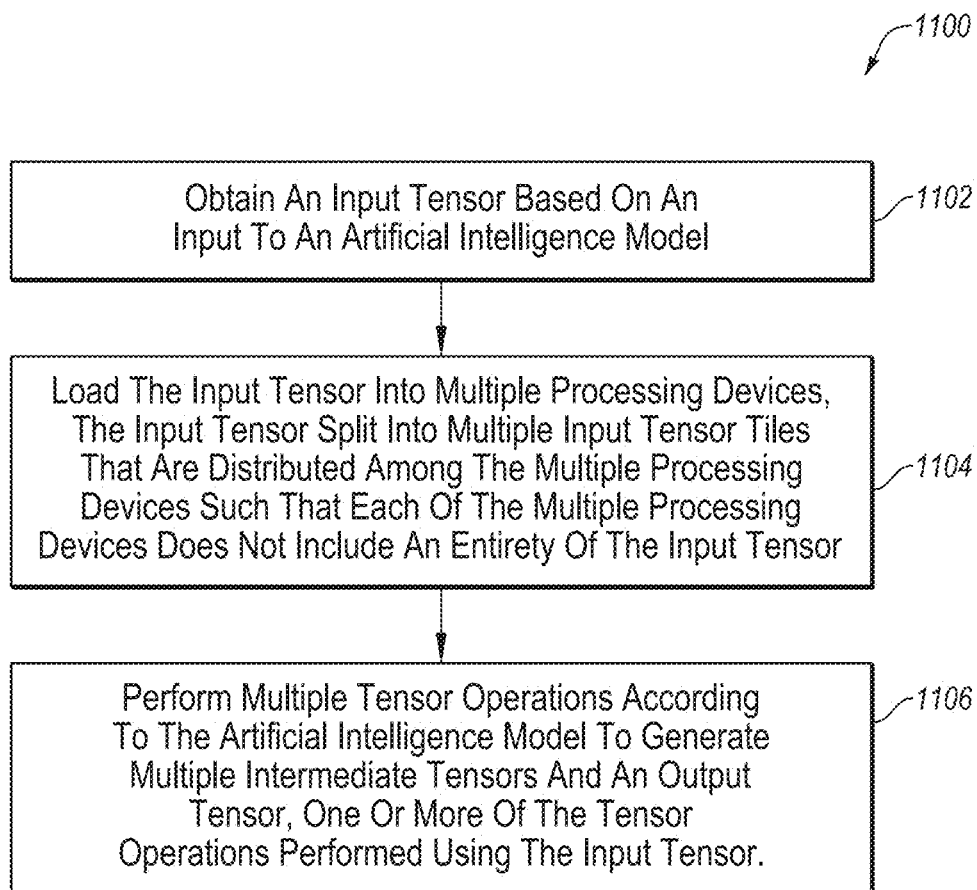 1100
Obtain An Input Tensor Based On An
Input To An Artificial Intelligence Model
1102
Load The Input Tensor Into Multiple Processing Devices,
The Input Tensor Split Into Multiple Input Tensor Tiles
That Are Distributed Among The Multiple Processing
Devices Such That Each Of The Multiple Processing
Devices Does Not Include An Entirety Of The Input Tensor
1104
Perform Multiple Tensor Operations According
To The Artificial Intelligence Model To Generate
Multiple Intermediate Tensors And An Output
Tensor, One Or More Of The Tensor
Operations Performed Using The Input Tensor.
1106